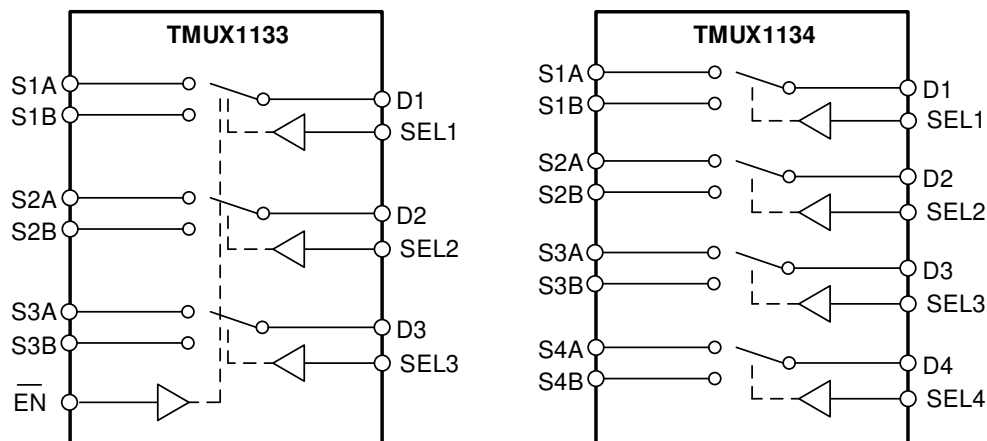 TMUX1133
S1A
S1B
D1
SEL1
S2A
S2B
D2
SEL2
S3A
S3B
D3
SEL3
E̅N̅
TMUX1134
S1A
S1B
D1
SEL1
S2A
S2B
D2
SEL2
S3A
S3B
D3
SEL3
S4A
S4B
D4
SEL4